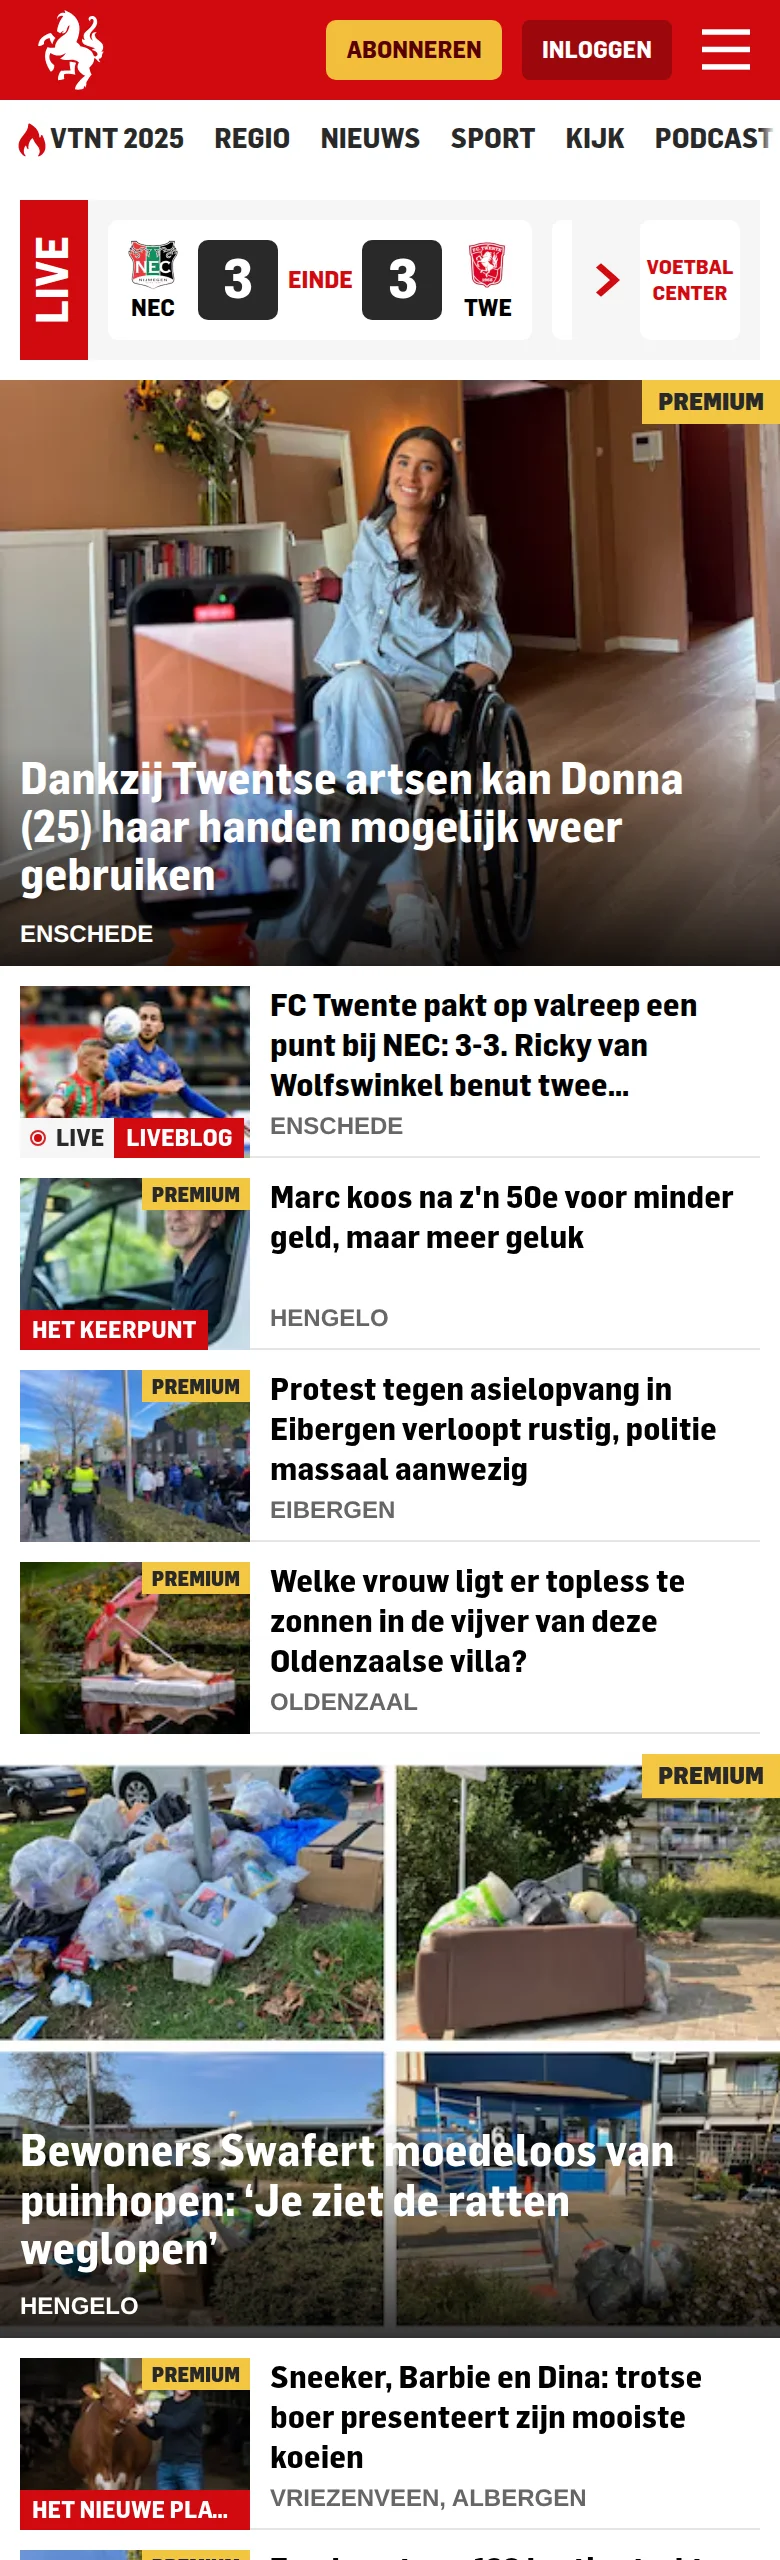 ABONNEREN
INLOGGEN
VTNT 2025 REGIO NIEUWS SPORT KIJK PODCAST
LIVE
NEC
3
EINDE
3
TWE
VOETBAL
CENTER
PREMIUM
Dankzij Twentse artsen kan Donna
(25) haar handen mogelijk weer
gebruiken
ENSCHEDE
FC Twente pakt op valreep een
punt bij NEC: 3-3. Ricky van
Wolfswinkel benut twee...
ENSCHEDE
LIVE LIVEBLOG
PREMIUM
Marc koos na z'n 50e voor minder
geld, maar meer geluk
HENGELO
HET KEERPUNT
PREMIUM
Protest tegen asielopvang in
Eibergen verloopt rustig, politie
massaal aanwezig
EIBERGEN
PREMIUM
Welke vrouw ligt er topless te
zonnen in de vijver van deze
Oldenzaalse villa?
OLDENZAAL
PREMIUM
Bewoners Swafert moedeloos van
puinhopen: ‘Je ziet de ratten
weglopen’
HENGELO
PREMIUM
Sneeker, Barbie en Dina: trotse
boer presenteert zijn mooiste
koeien
VRIEZENVEEN, ALBERGEN
HET NIEUWE PLA...